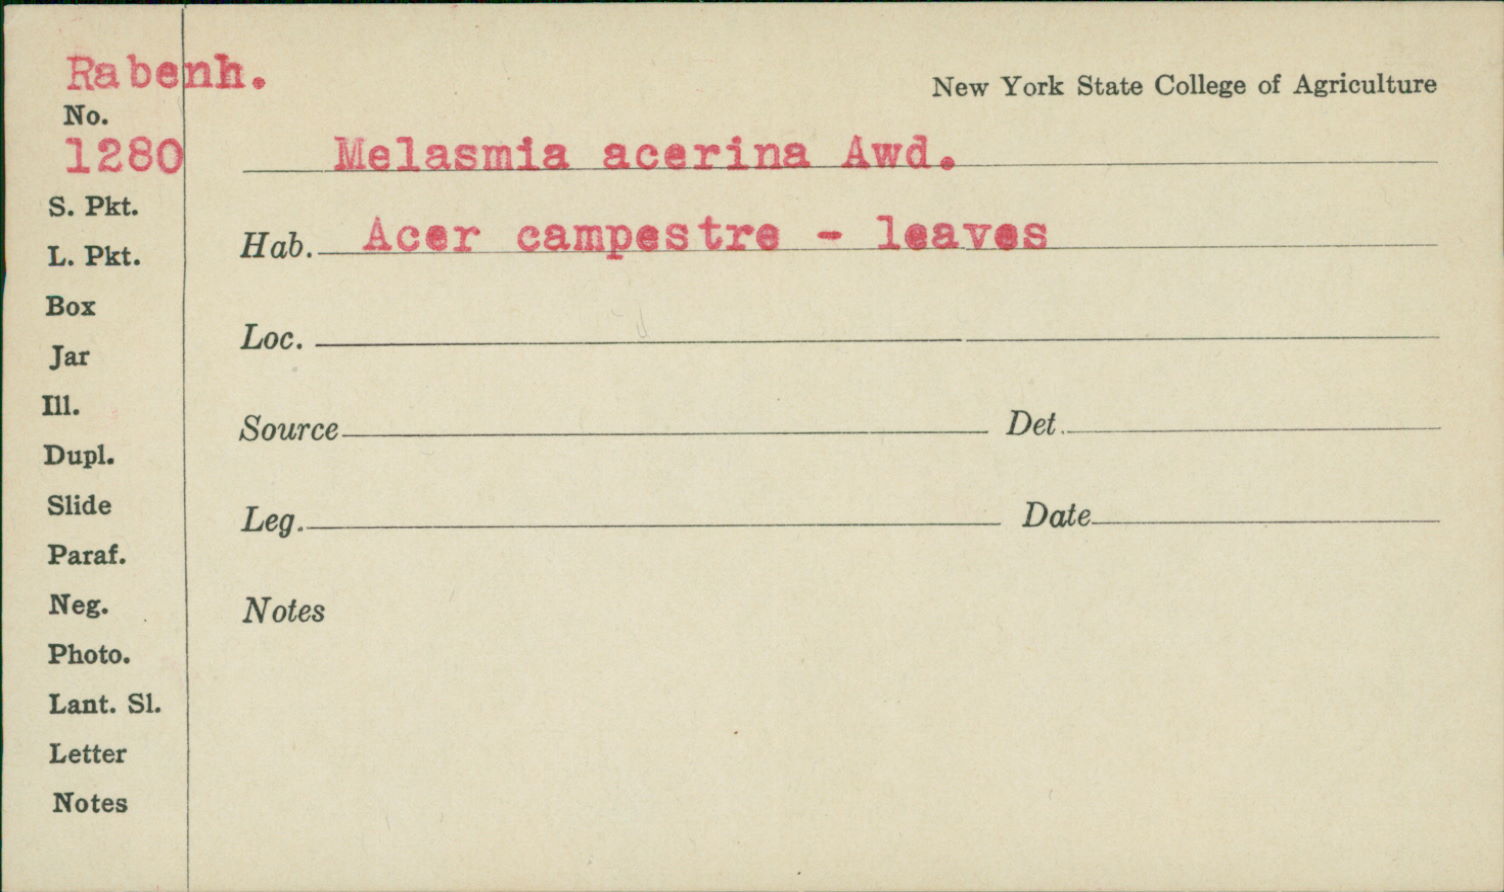 Rabenh.
New York State College of Agriculture
No.
1280
Melasmia acerina Awd.
S. Pkt.
Hab. Acer campestre - leaves
L. Pkt.
Box
Loc.
Jar
Ill.
Source Det.
Dupl.
Slide
Leg. Date
Paraf.
Neg.
Notes
Photo.
Lant. Sl.
Letter
Notes